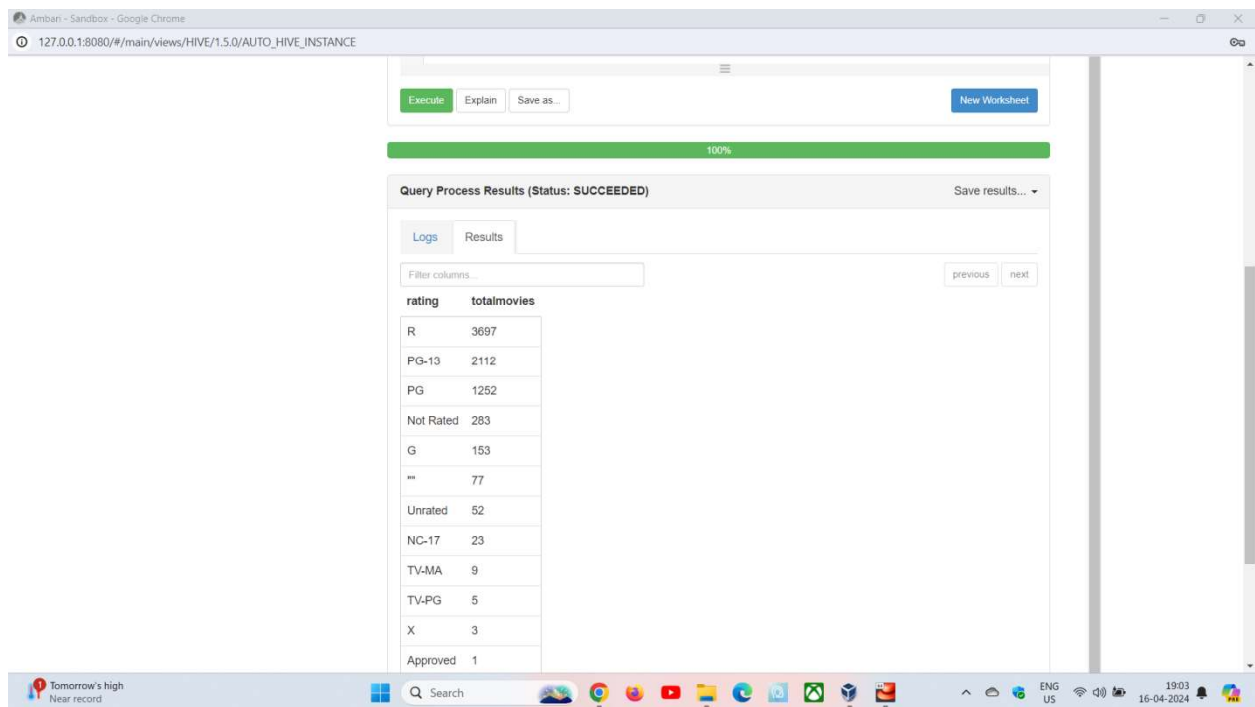 Ambari - Sandbox - Google Chrome
127.0.0.1:8080/#/main/views/HIVE/1.5.0/AUTO_HIVE_INSTANCE
Execute Explain Save as... New Worksheet
100%
Query Process Results (Status: SUCCEEDED) Save results...
Logs Results
Filter columns... previous next
rating totalmovies
R 3697
PG-13 2112
PG 1252
Not Rated 283
G 153
"" 77
Unrated 52
NC-17 23
TV-MA 9
TV-PG 5
X 3
Approved 1
1 Tomorrow's high
Near record
Search
ENG
US
19:03
16-04-2024
PRE